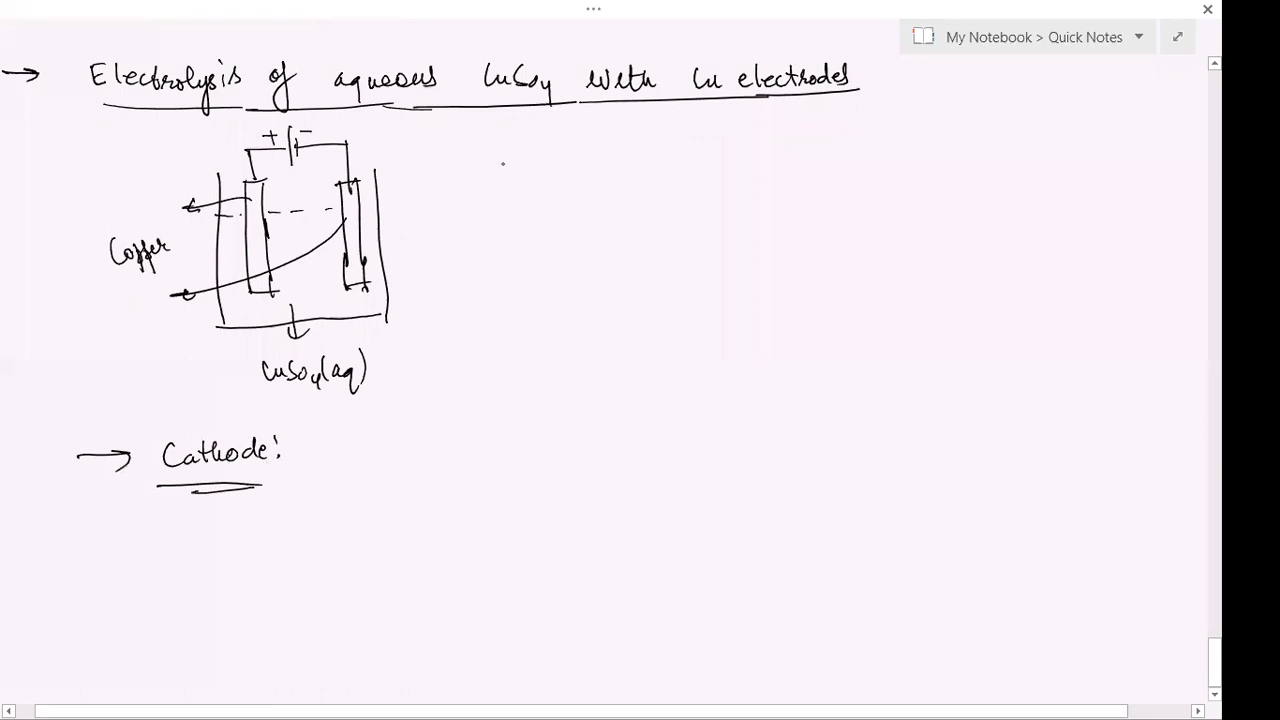 My Notebook > Quick Notes
→ Electrolysis of aqueous CuSO4 with Cu electrodes
+ -
Copper
CuSO4(aq)
→ Cathode: